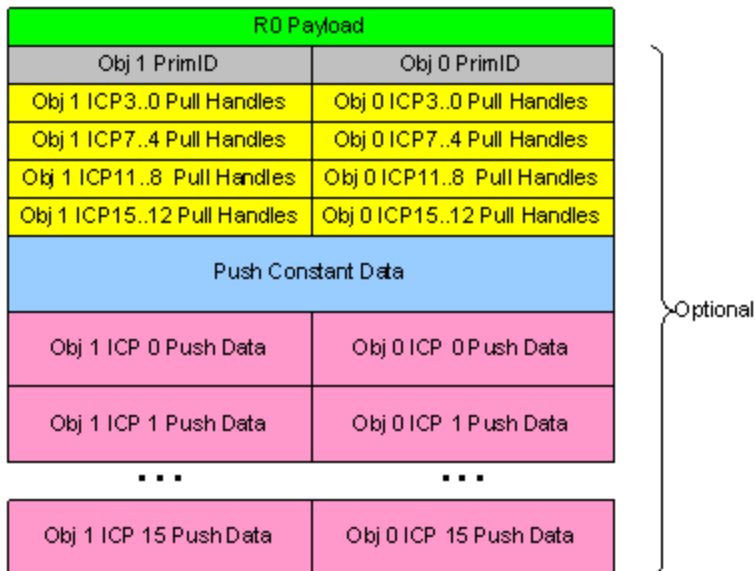 R0 Payload
Obj 1 PrimID Obj 0 PrimID
Obj 1 ICP3..0 Pull Handles Obj 0 ICP3..0 Pull Handles
Obj 1 ICP7..4 Pull Handles Obj 0 ICP7..4 Pull Handles
Obj 1 ICP11..8 Pull Handles Obj 0 ICP11..8 Pull Handles
Obj 1 ICP15..12 Pull Handles Obj 0 ICP15..12 Pull Handles
Push Constant Data
Optional
Obj 1 ICP 0 Push Data Obj 0 ICP 0 Push Data
Obj 1 ICP 1 Push Data Obj 0 ICP 1 Push Data
... ...
Obj 1 ICP 15 Push Data Obj 0 ICP 15 Push Data